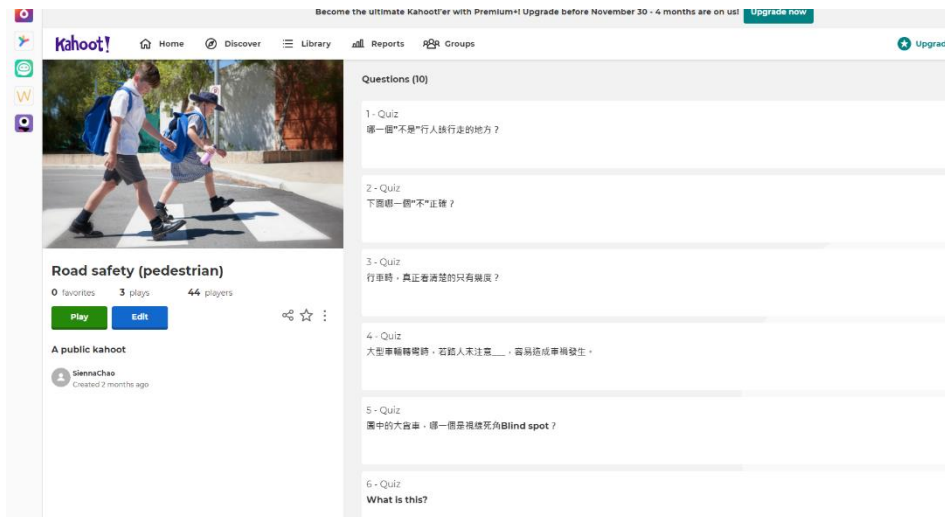 Become the ultimate Kahoot!'er with Premium+! Upgrade before November 30 - 4 months are on us! Upgrade now
Kahoot! Home Discover Library Reports Groups Upgrad
Questions (10)
1 - Quiz
哪一個"不是"行人該行走的地方？
2 - Quiz
下面哪一個"不"正確？
3 - Quiz
行車時，真正看清楚的只有幾度？
4 - Quiz
大型車輛轉彎時，若路人未注意___，容易造成車禍發生。
5 - Quiz
圖中的大貨車，哪一個是視線死角Blind spot？
6 - Quiz
What is this?
Road safety (pedestrian)
0 favorites 3 plays 44 players
Play Edit
A public kahoot
SiennaChao
Created 2 months ago